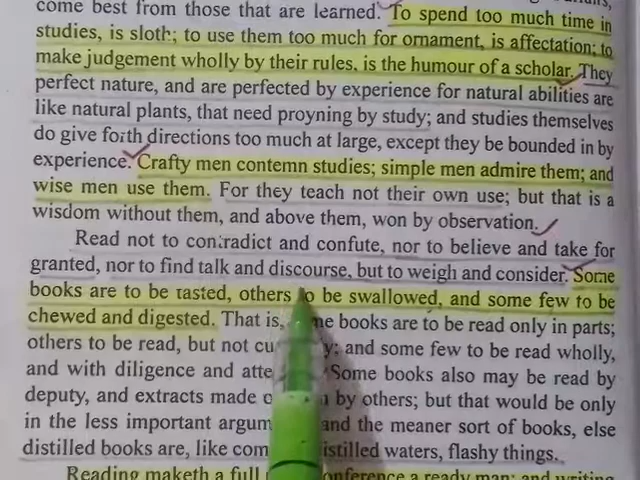 come best from those that are learned. To spend too much time in
studies, is sloth; to use them too much for ornament, is affectation; to
make judgement wholly by their rules, is the humour of a scholar. They
perfect nature, and are perfected by experience for natural abilities are
like natural plants, that need proyning by study; and studies themselves
do give forth directions too much at large, except they be bounded in by
experience. Crafty men contemn studies; simple men admire them; and
wise men use them. For they teach not their own use; but that is a
wisdom without them, and above them, won by observation.
Read not to contradict and confute, nor to believe and take for
granted, nor to find talk and discourse, but to weigh and consider. Some
books are to be tasted, others to be swallowed, and some few to be
chewed and digested. That is, books are to be read only in parts;
others to be read, but not and some few to be read wholly,
and with diligence and Some books also may be read by
deputy, and extracts made by others; but that would be only
in the less important and the meaner sort of books, else
distilled books are, like distilled waters, flashy things.
Reading maketh a full conference a ready man; and writing